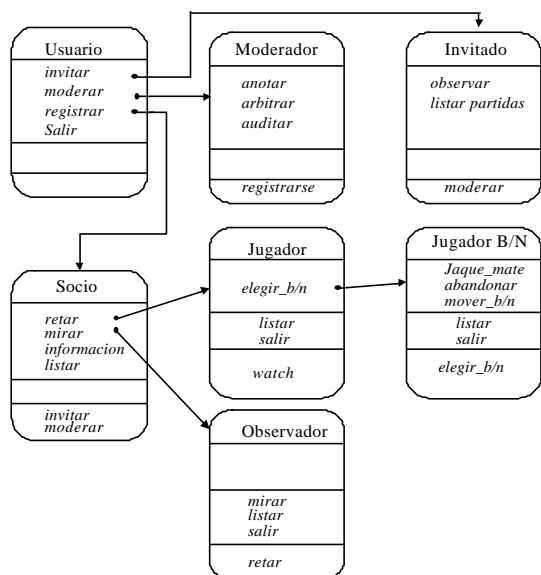 Usuario
invitar
moderar
registrar
Salir
Moderador
anotar
arbitrar
auditar
registrarse
Invitado
observar
listar partidas
moderar
Socio
retar
mirar
informacion
listar
invitar
moderar
Jugador
elegir_b/n
listar
salir
watch
Jugador B/N
Jaque_mate
abandonar
mover_b/n
listar
salir
elegir_b/n
Observador
mirar
listar
salir
retar